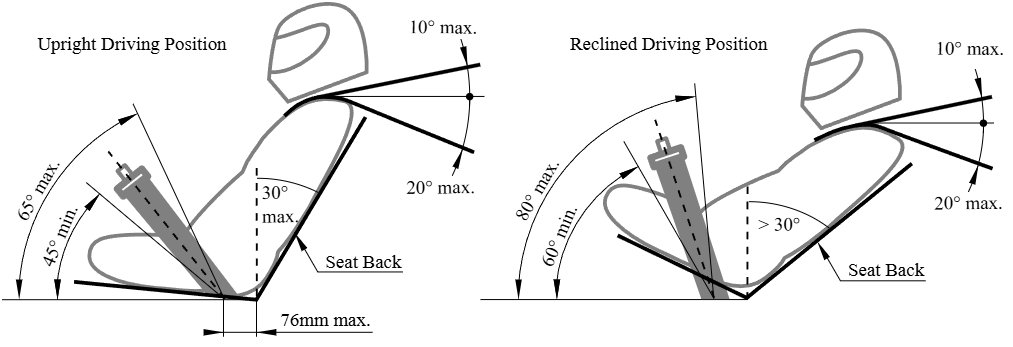 Upright Driving Position
10° max.
20° max.
65° max.
45° min.
30°
max.
Seat Back
76mm max.
Reclined Driving Position
10° max.
20° max.
80° max.
60° min.
> 30°
Seat Back